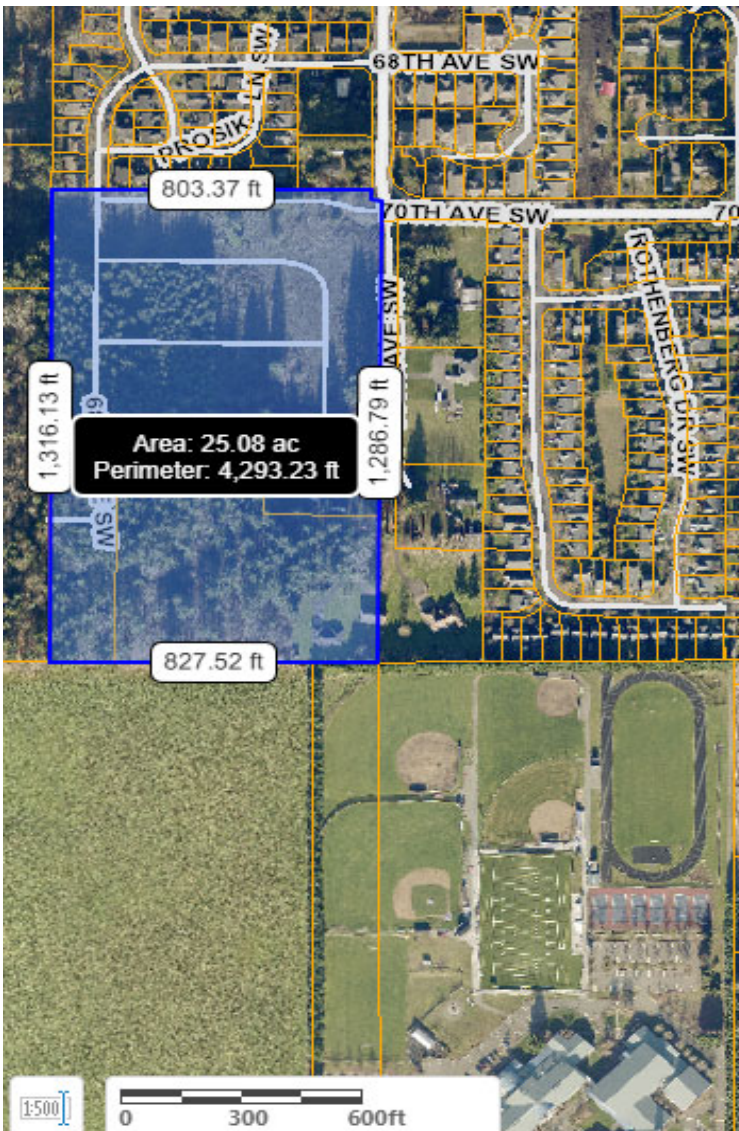 68TH AVE SW
LN SW
PROSIK
803.37 ft
70TH AVE SW
70
ROTHENBERG DR SW
AVE SW
1,316.13 ft
1,286.79 ft
Area: 25.08 ac
Perimeter: 4,293.23 ft
SW
827.52 ft
1:500
0 300 600ft